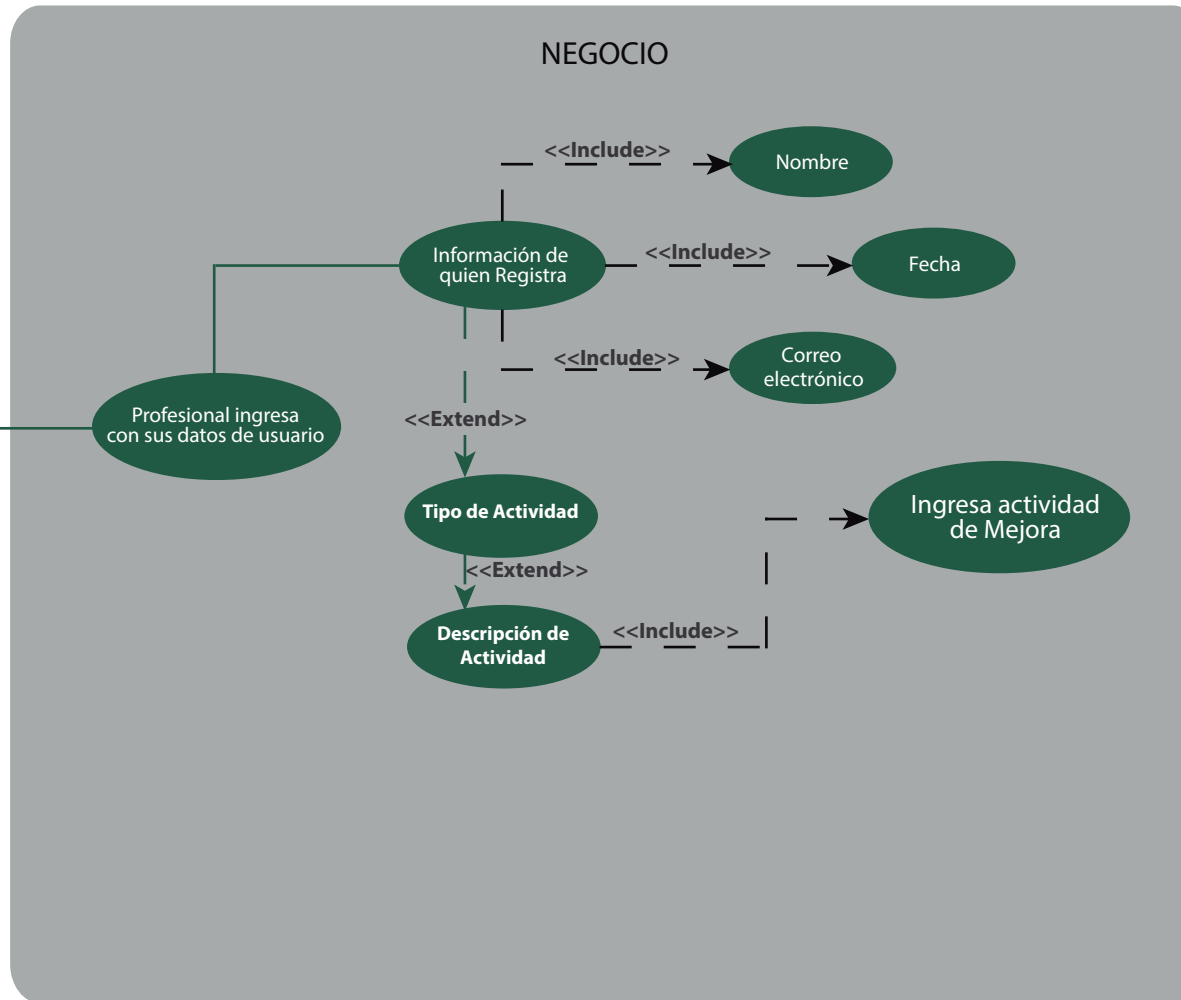 NEGOCIO
<<Include>>
Nombre
Información de
quien Registra
<<Include>>
Fecha
<<Include>>
Correo
electrónico
Profesional ingresa
con sus datos de usuario
<<Extend>>
Tipo de Actividad
Ingresa actividad
de Mejora
<<Extend>>
Descripción de
Actividad
<<Include>>